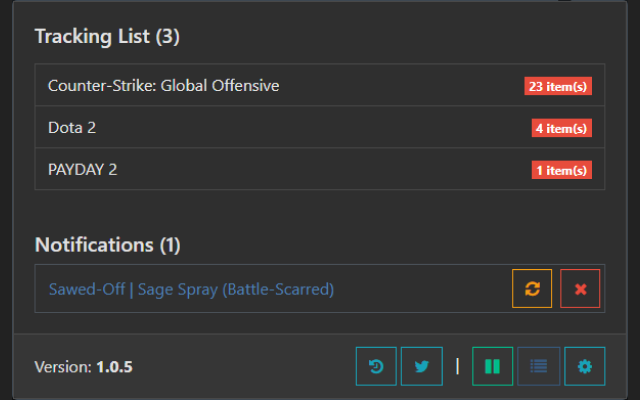 Tracking List (3)
Counter-Strike: Global Offensive 23 item(s)
Dota 2 4 item(s)
PAYDAY 2 1 item(s)
Notifications (1)
Sawed-Off | Sage Spray (Battle-Scarred)
Version: 1.0.5 |